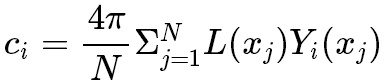 c_i = \frac{4\pi}{N} \Sigma_{j=1}^{N} L(x_j) Y_i(x_j)